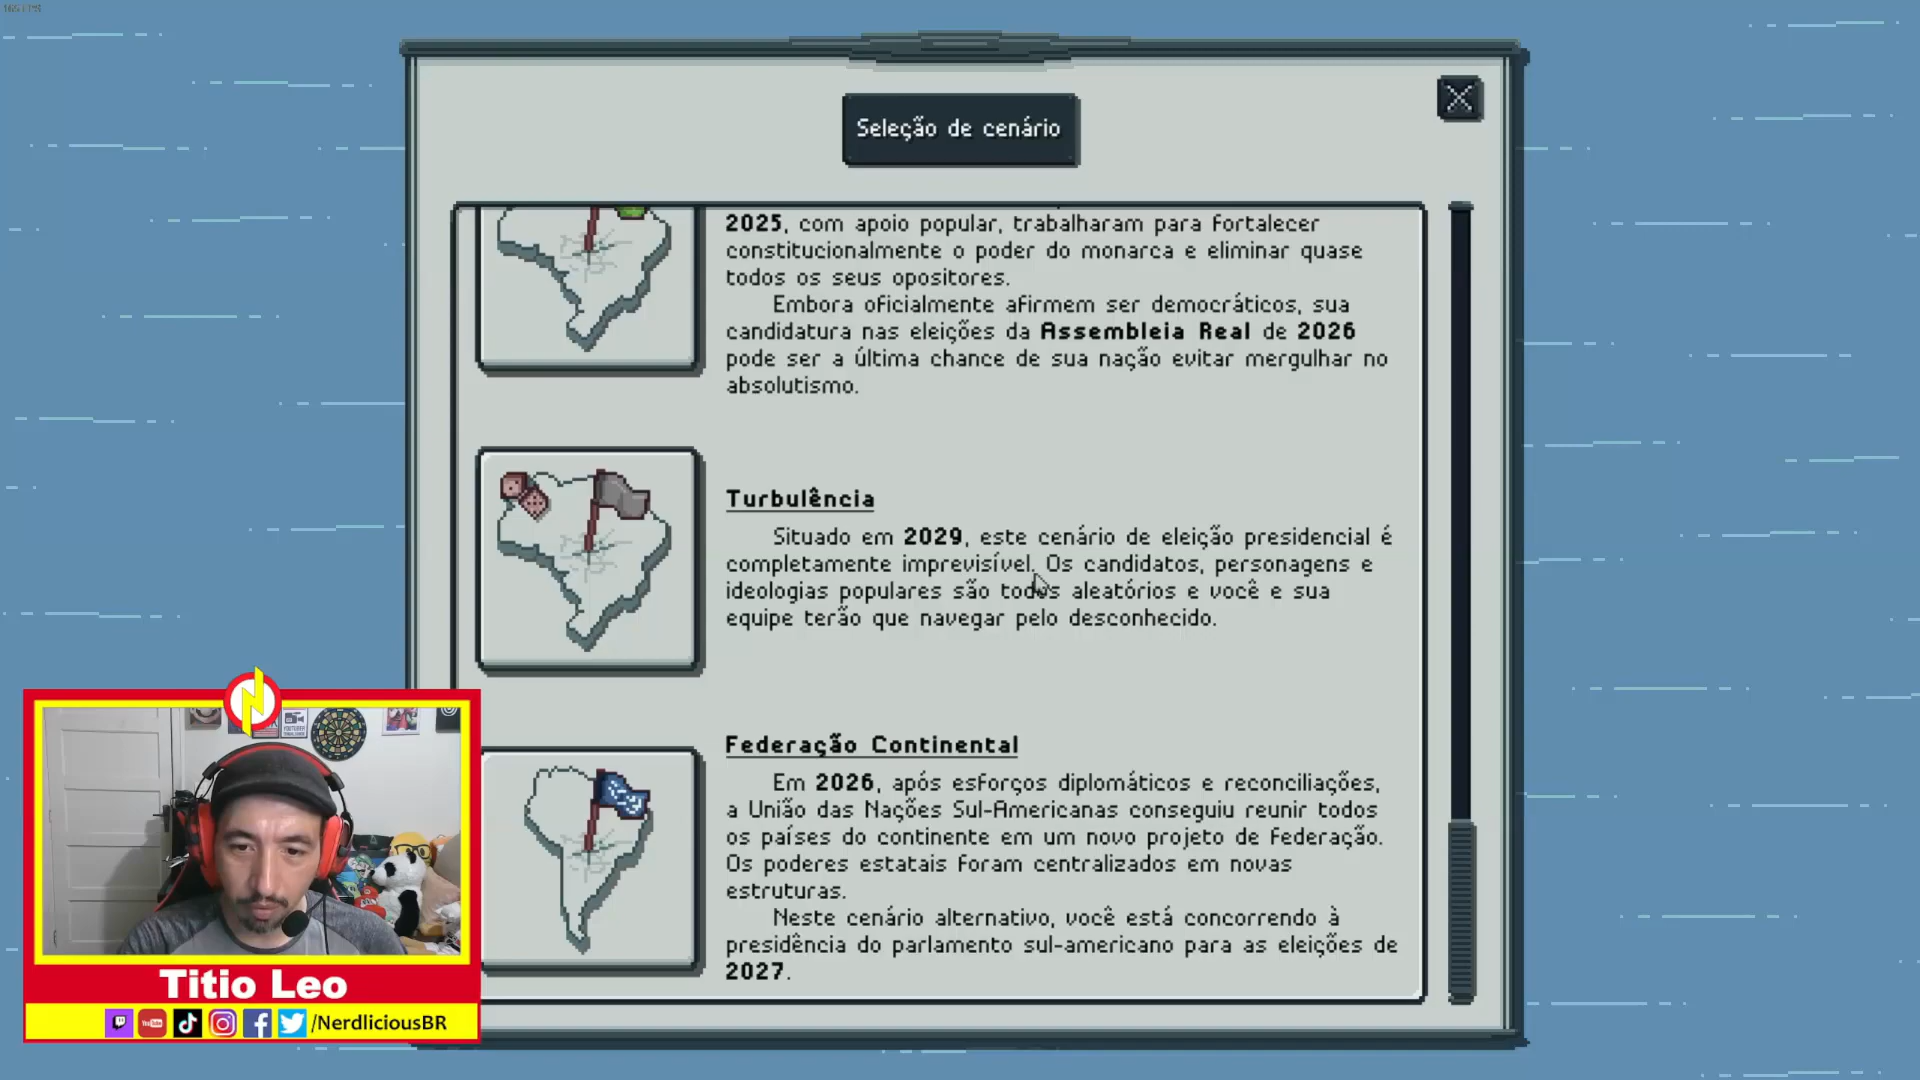 Seleção de cenário
2025, com apoio popular, trabalharam para fortalecer
constitucionalmente o poder do monarca e eliminar quase
todos os seus opositores.
Embora oficialmente afirmem ser democráticos, sua
candidatura nas eleições da Assembleia Real de 2026
pode ser a última chance de sua nação evitar mergulhar no
absolutismo.
Turbulência
Situado em 2029, este cenário de eleição presidencial é
completamente imprevisível. Os candidatos, personagens e
ideologias populares são todos aleatórios e você e sua
equipe terão que navegar pelo desconhecido.
Federação Continental
Em 2026, após esforços diplomáticos e reconciliações,
a União das Nações Sul-Americanas conseguiu reunir todos
os países do continente em um novo projeto de federação.
Os poderes estatais foram centralizados em novas
estruturas.
Neste cenário alternativo, você está concorrendo à
presidência do parlamento sul-americano para as eleições de
2027.
Titio Leo
/NerdliciousBR